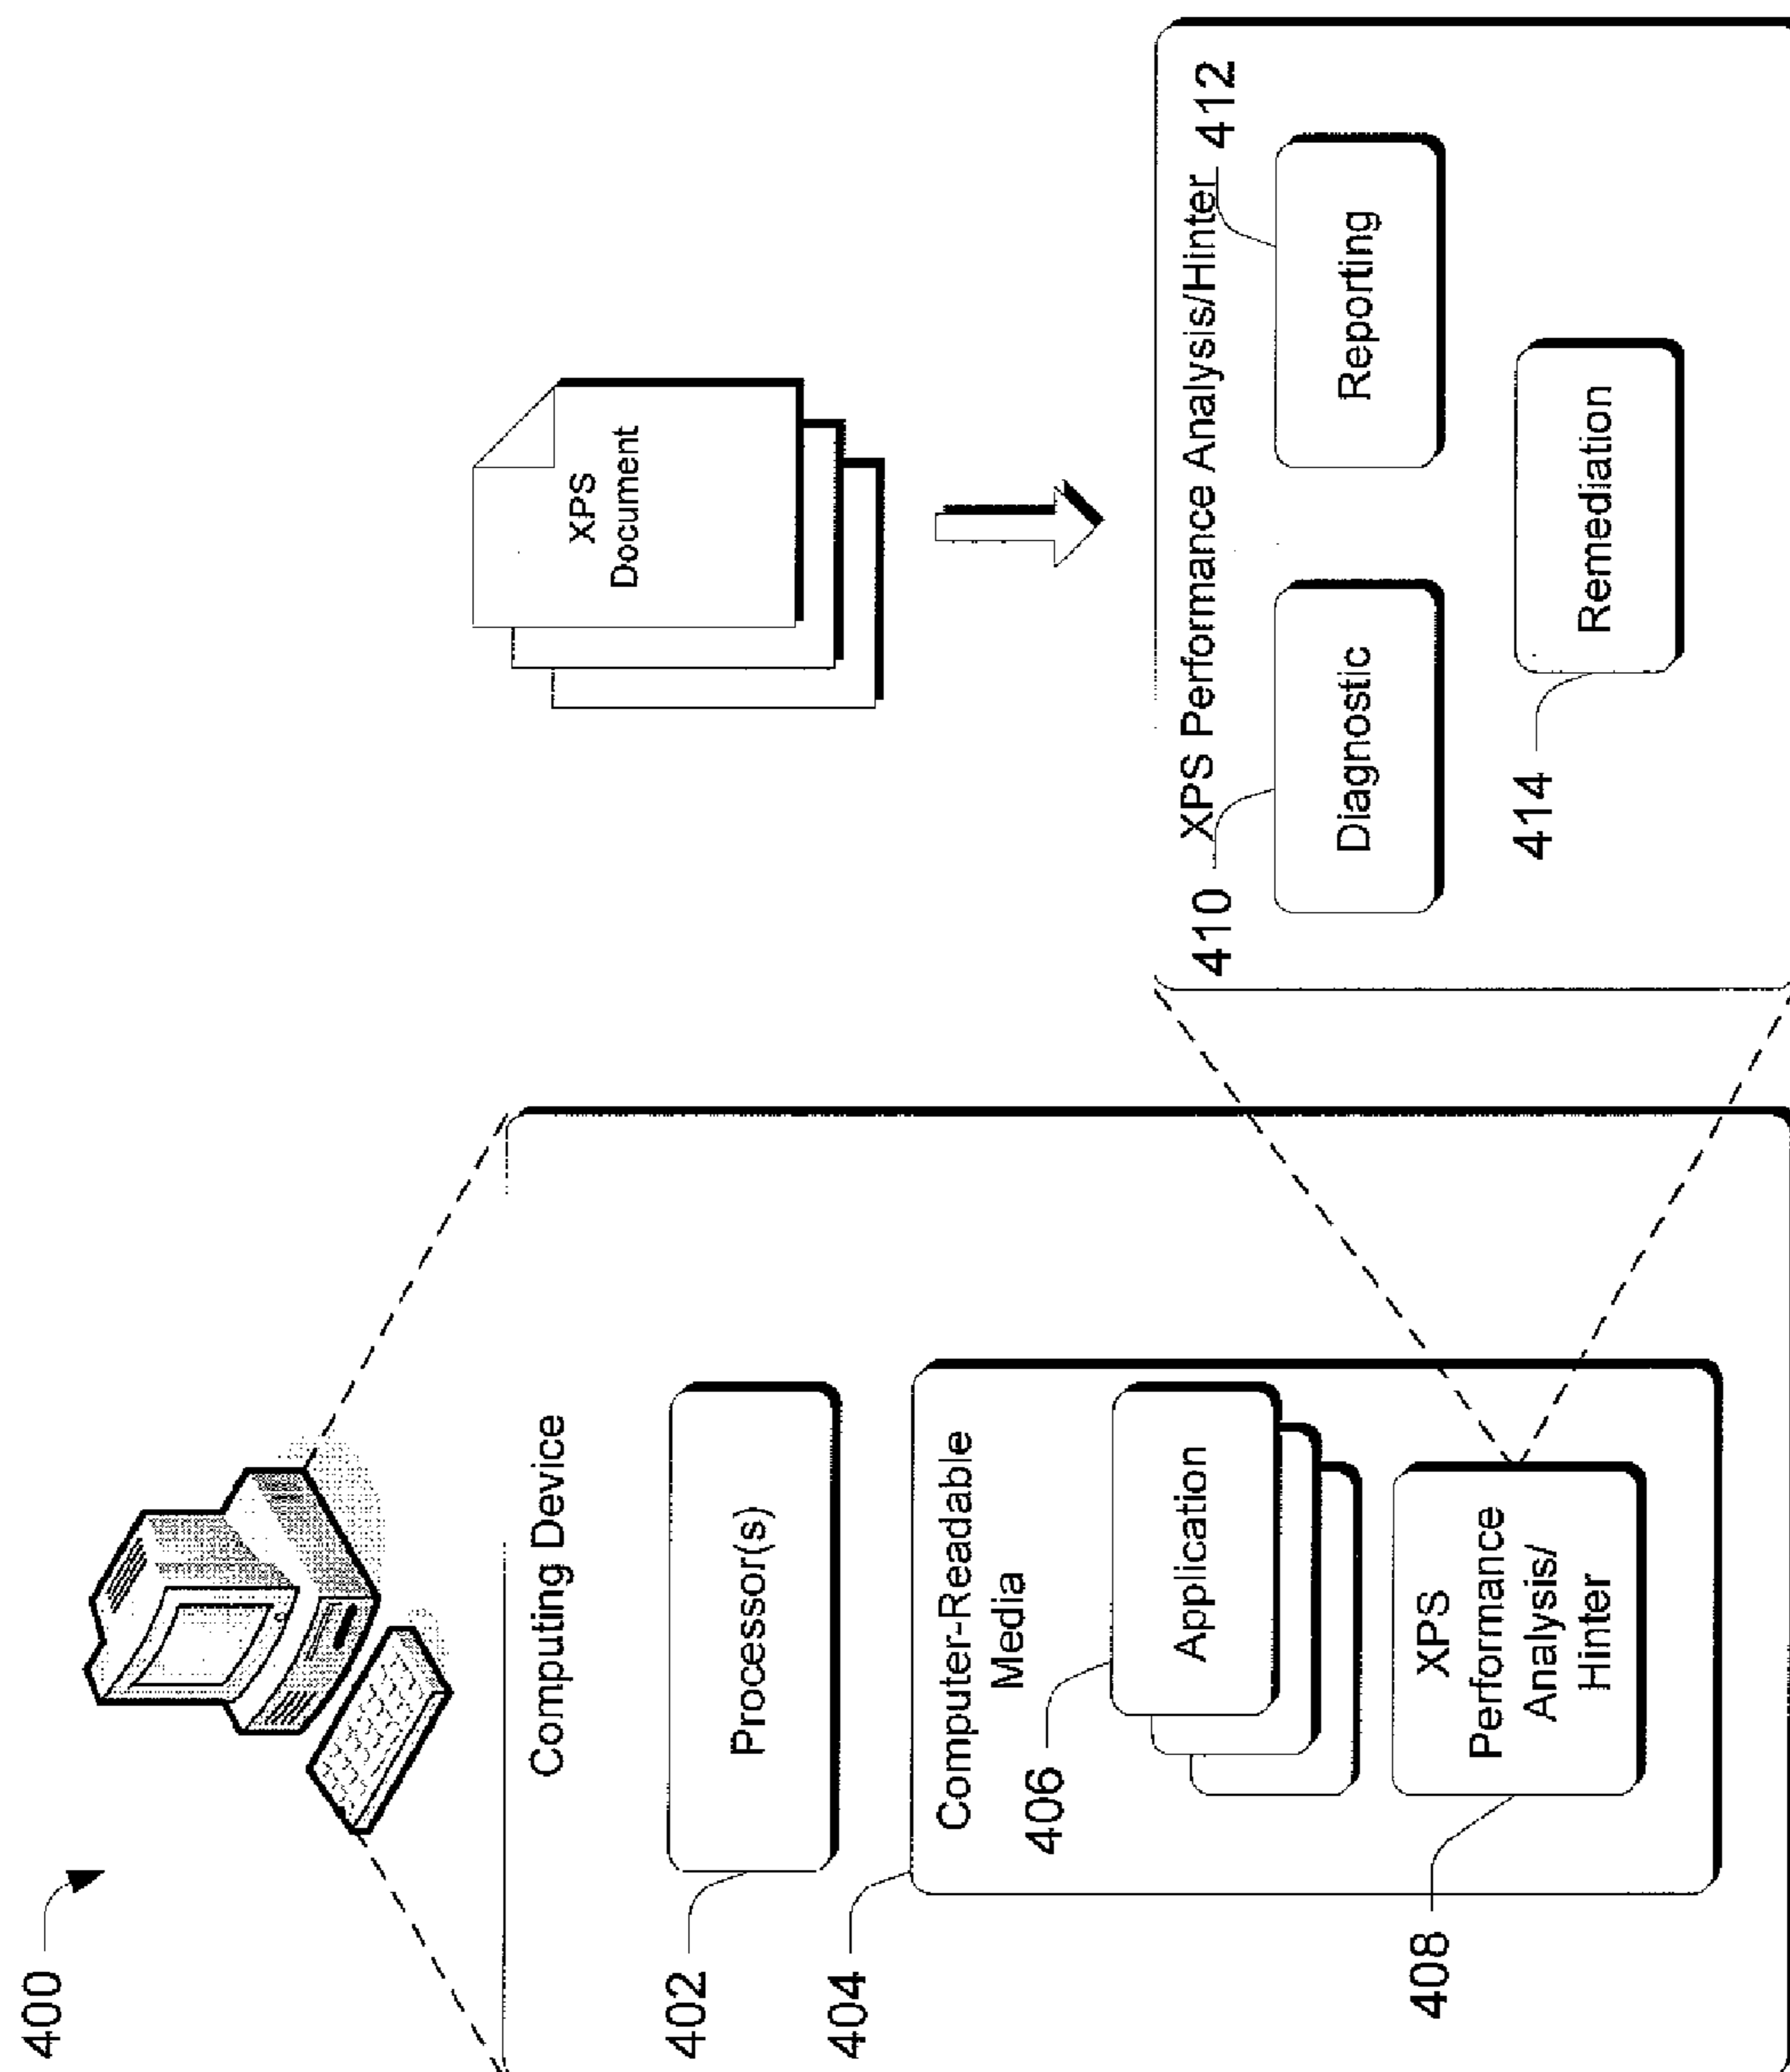 400
Computing Device
402
Processor(s)
404
Computer-Readable
Media
406
Application
408
XPS
Performance
Analysis/
Hinter
XPS
Document
XPS Performance Analysis/Hinter
410
412
Diagnostic
Reporting
414
Remediation